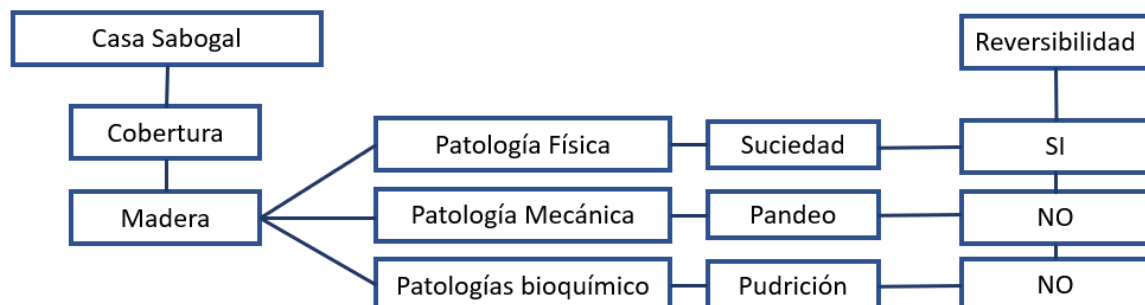 Casa Sabogal
Reversibilidad
Cobertura
Patología Física
Suciedad
SI
Madera
Patología Mecánica
Pandeo
NO
Patologías bioquímico
Pudrición
NO